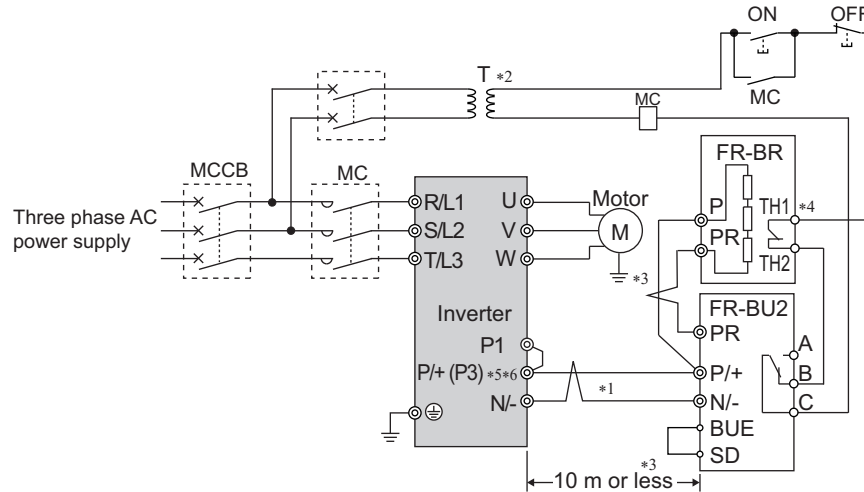 ON
OFF
T *2
MC
MC
FR-BR
MCCB
MC
R/L1
U
Motor
P
TH1
*4
Three phase AC
power supply
S/L2
V
M
PR
T/L3
W
TH2
*3
FR-BU2
Inverter
PR
P1
A
P/+ (P3) *5*6
P/+
B
*1
N/-
N/-
C
BUE
SD
*3
10 m or less